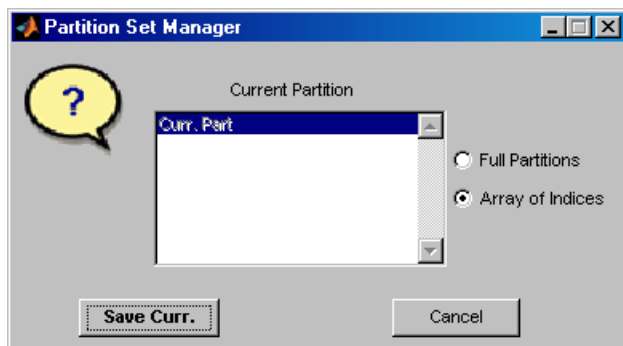 Partition Set Manager
?
Current Partition
Curr. Part
Full Partitions
Array of Indices
Save Curr.
Cancel